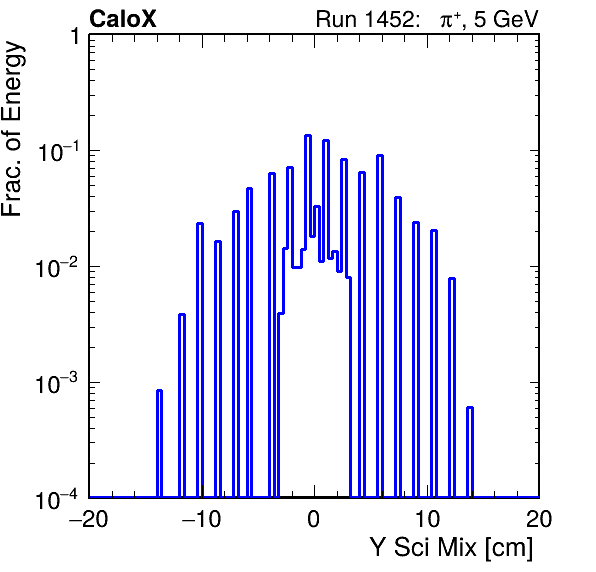 CaloX Run 1452: π⁺, 5 GeV
Frac. of Energy
1
10⁻¹
10⁻²
10⁻³
10⁻⁴
−20 −10 0 10 20
Y Sci Mix [cm]